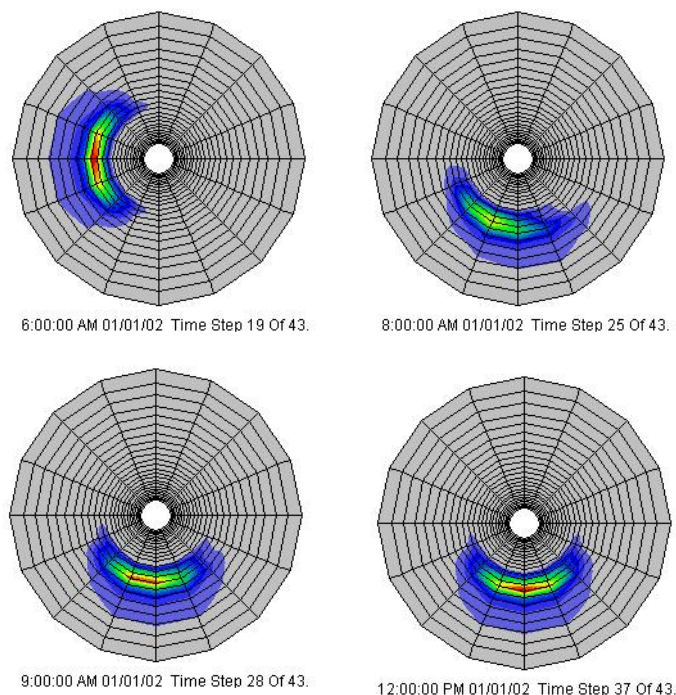 6:00:00 AM 01/01/02 Time Step 19 Of 43.
8:00:00 AM 01/01/02 Time Step 25 Of 43.
9:00:00 AM 01/01/02 Time Step 28 Of 43.
12:00:00 PM 01/01/02 Time Step 37 Of 43.